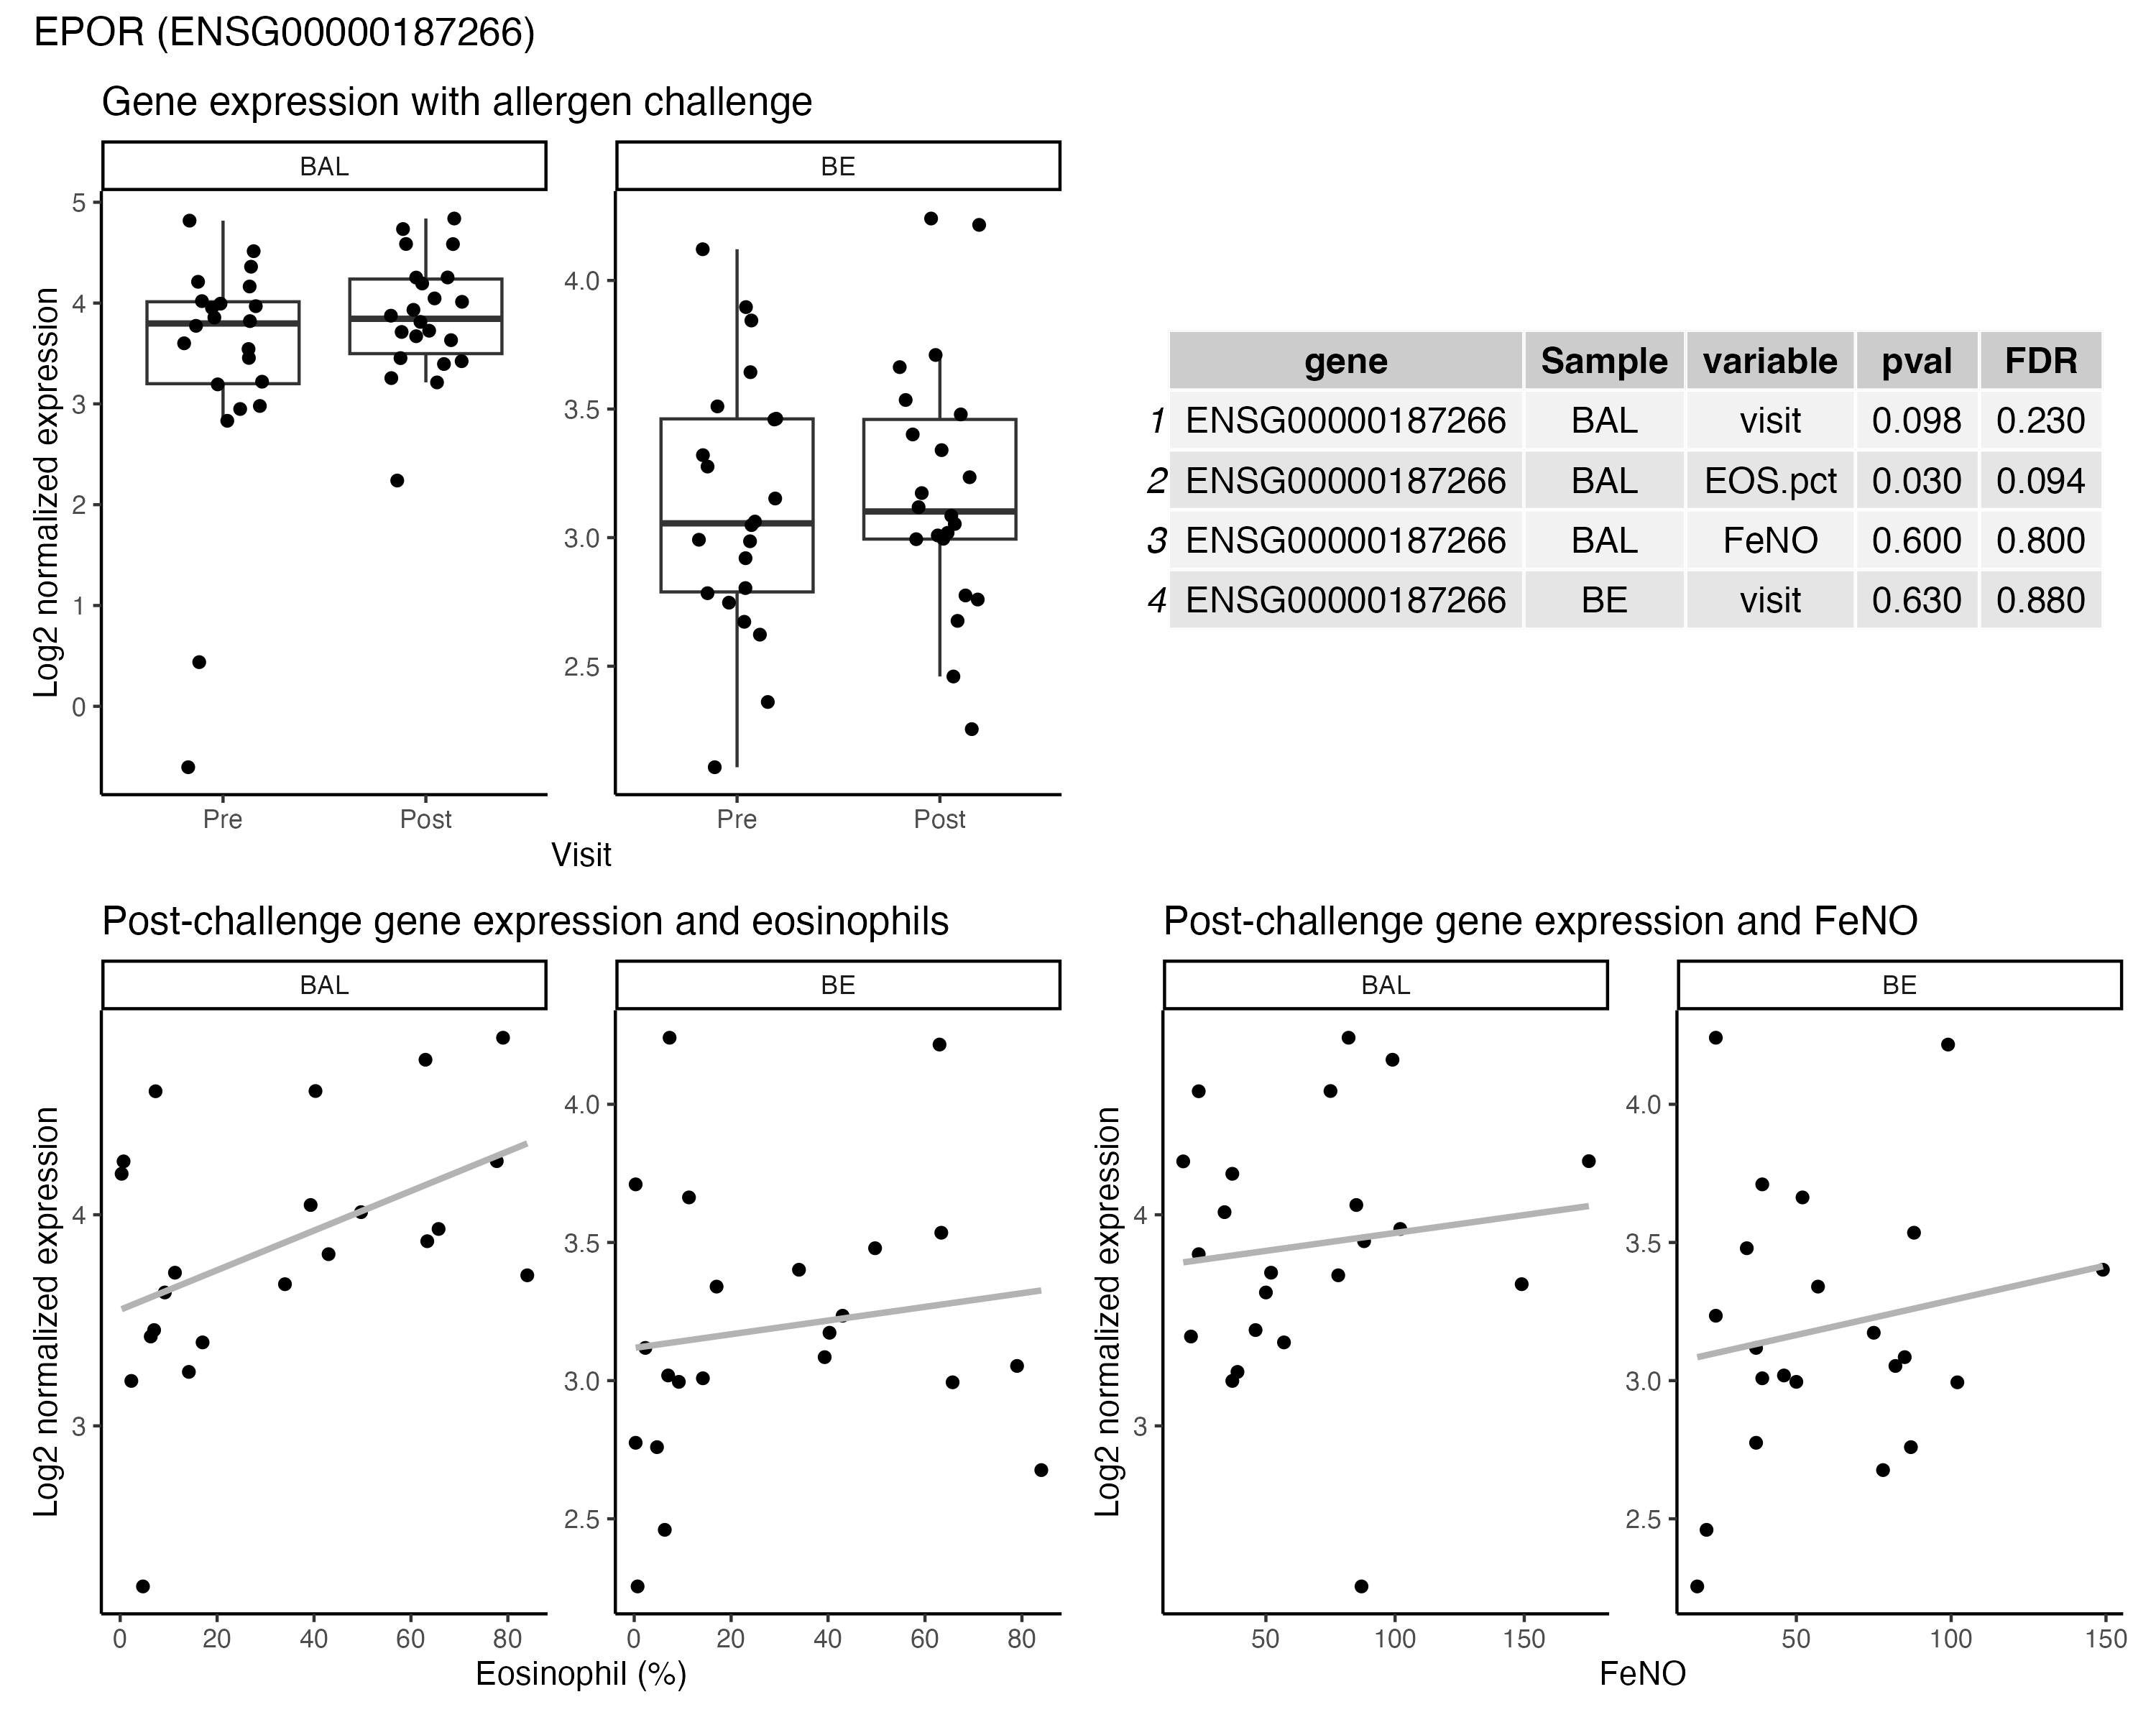 EPOR (ENSG00000187266)
Gene expression with allergen challenge
BAL BE
Log2 normalized expression
5
4
3
2
1
0
4.0
3.5
3.0
2.5
Pre Post Pre Post
Visit
gene Sample variable pval FDR
1 ENSG00000187266 BAL visit 0.098 0.230
2 ENSG00000187266 BAL EOS.pct 0.030 0.094
3 ENSG00000187266 BAL FeNO 0.600 0.800
4 ENSG00000187266 BE visit 0.630 0.880
Post-challenge gene expression and eosinophils
BAL BE
Log2 normalized expression
4
3
4.0
3.5
3.0
2.5
0 20 40 60 80 0 20 40 60 80
Eosinophil (%)
Post-challenge gene expression and FeNO
BAL BE
Log2 normalized expression
4
3
4.0
3.5
3.0
2.5
50 100 150 50 100 150
FeNO